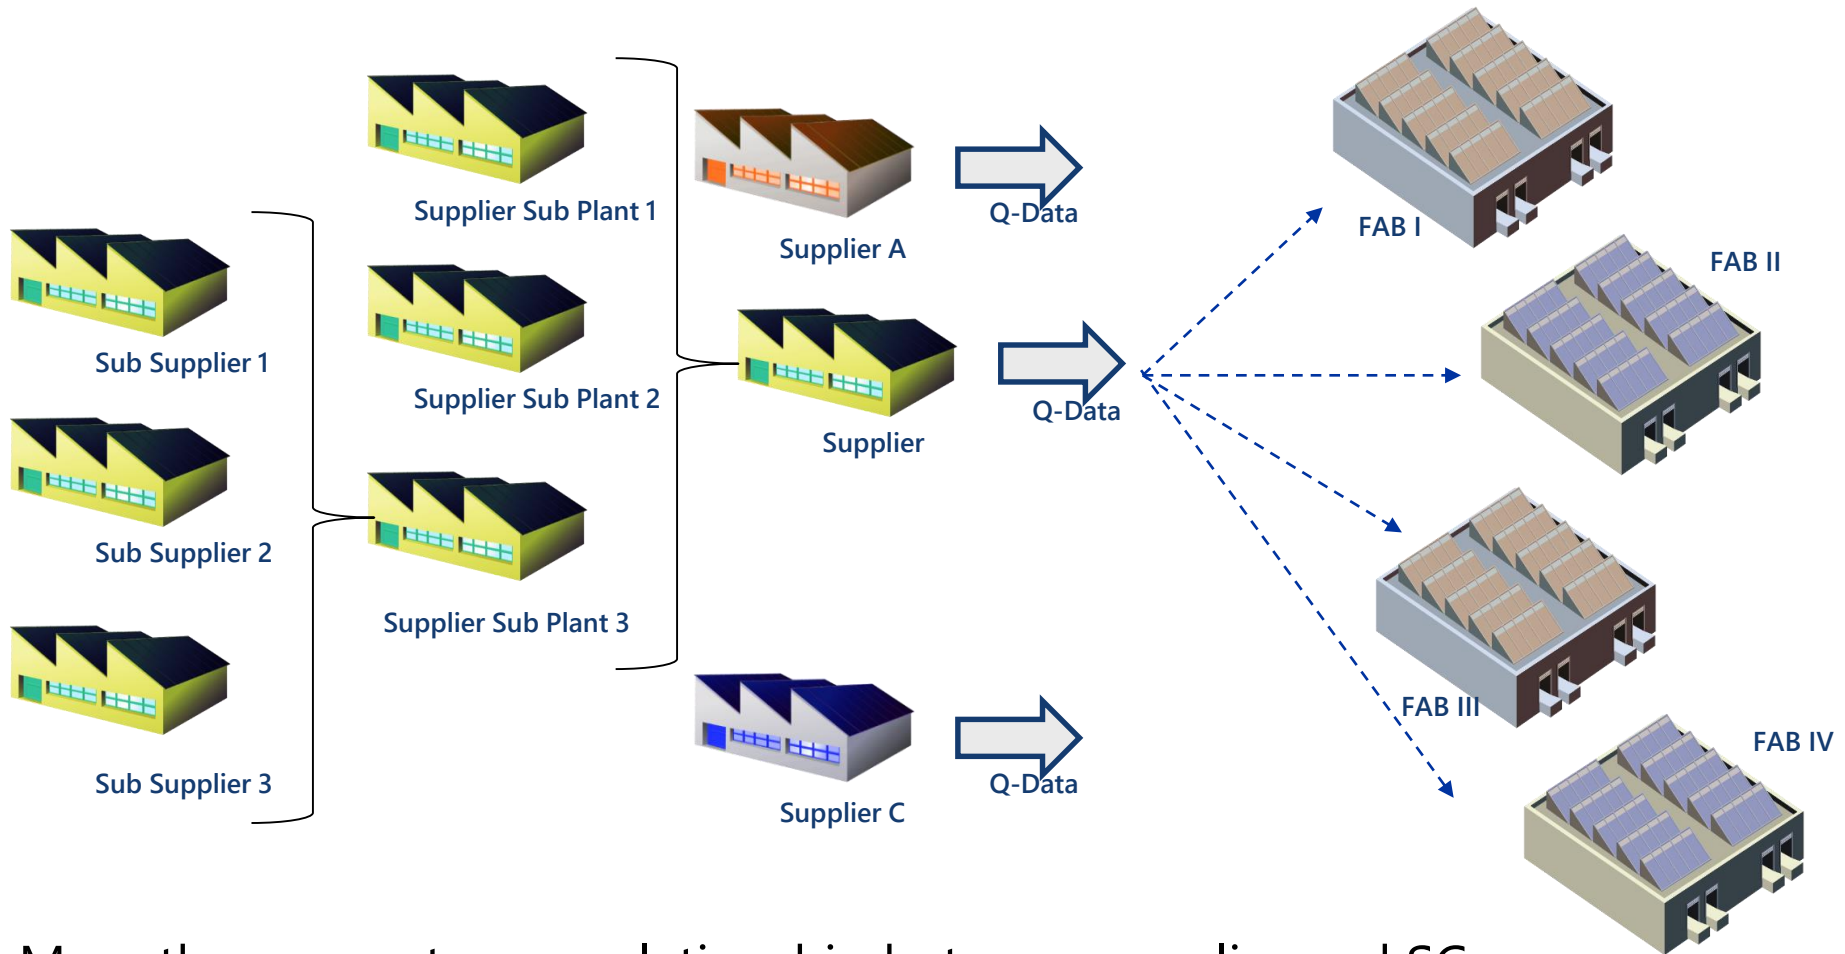 Supplier Sub Plant 1
Supplier A
Q-Data
FAB I
FAB II
Sub Supplier 1
Supplier Sub Plant 2
Supplier
Q-Data
Sub Supplier 2
Supplier Sub Plant 3
FAB III
Sub Supplier 3
Supplier C
Q-Data
FAB IV